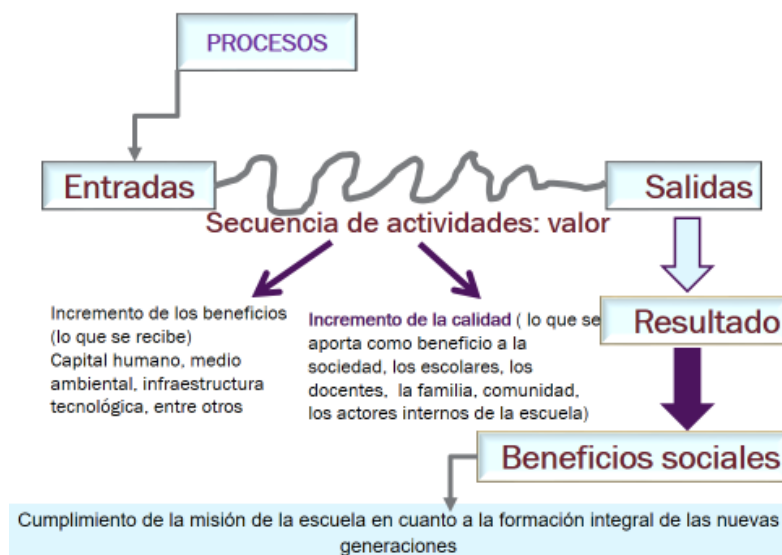 PROCESOS
Entradas
Salidas
Secuencia de actividades: valor
Incremento de los beneficios
(lo que se recibe)
Capital humano, medio
ambiental, infraestructura
tecnológica, entre otros
Incremento de la calidad ( lo que se
aporta como beneficio a la
sociedad, los escolares, los
docentes,  la familia, comunidad,
los actores internos de la escuela)
Resultado
Beneficios sociales
Cumplimiento de la misión de la escuela en cuanto a la formación integral de las nuevas
generaciones